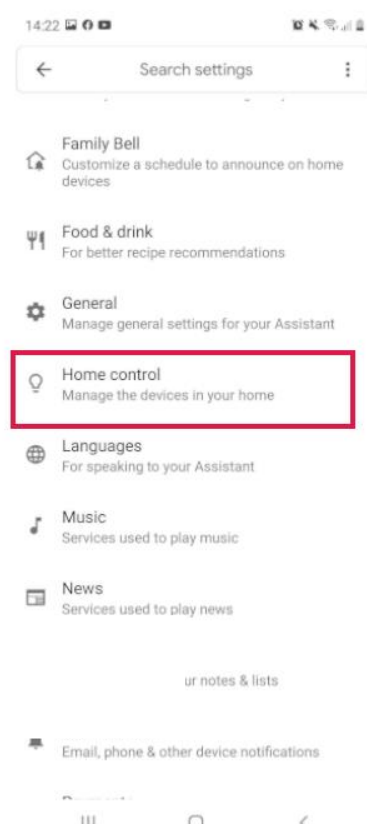 14:22
Search settings
Family Bell
Customize a schedule to announce on home
devices
Food & drink
For better recipe recommendations
General
Manage general settings for your Assistant
Home control
Manage the devices in your home
Languages
For speaking to your Assistant
Music
Services used to play music
News
Services used to play news
ur notes & lists
Email, phone & other device notifications